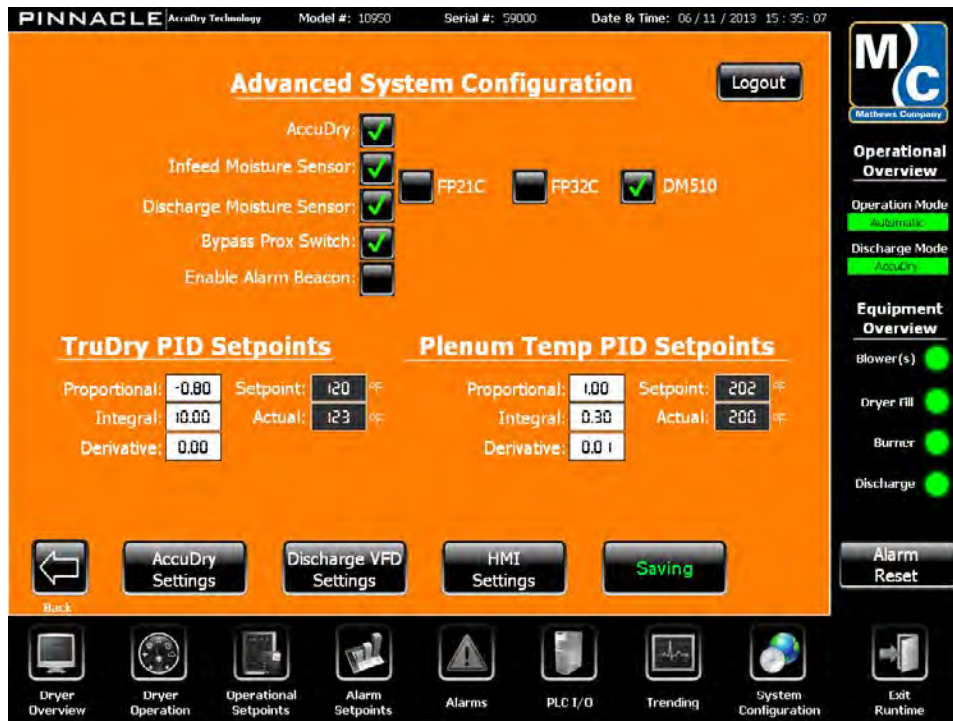 PINNACLE AccuDry Technology Model #: 10950 Serial #: 59000 Date & Time: 06/11/2013 15:35:07
Advanced System Configuration
Logout
AccuDry:
Infeed Moisture Sensor:
FP21C FP32C DM510
Discharge Moisture Sensor:
Bypass Prox Switch:
Enable Alarm Beacon:
TruDry PID Setpoints
Proportional: -0.80 Setpoint: 120 °F
Integral: 10.00 Actual: 123 °F
Derivative: 0.00
Plenum Temp PID Setpoints
Proportional: 1.00 Setpoint: 202 °F
Integral: 0.30 Actual: 200 °F
Derivative: 0.01
Back
AccuDry
Settings
Discharge VFD
Settings
HMI
Settings
Saving
MC
Mathews Company
Operational
Overview
Operation Mode
Automatic
Discharge Mode
AccuDry
Equipment
Overview
Blower(s)
Dryer Fill
Burner
Discharge
Alarm
Reset
Dryer
Overview
Dryer
Operation
Operational
Setpoints
Alarm
Setpoints
Alarms
PLC I/O
Trending
System
Configuration
Exit
Runtime